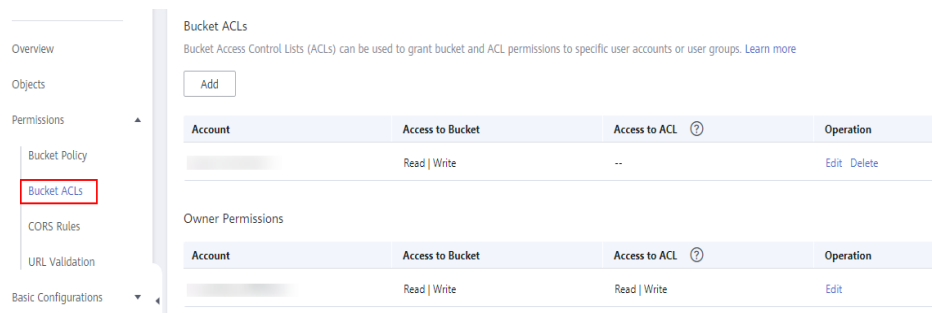 Overview
Objects
Permissions
Bucket Policy
Bucket ACLs
CORS Rules
URL Validation
Basic Configurations
Bucket ACLs
Bucket Access Control Lists (ACLs) can be used to grant bucket and ACL permissions to specific user accounts or user groups. Learn more
Add
Account Access to Bucket Access to ACL ? Operation
Read | Write -- Edit Delete
Owner Permissions
Account Access to Bucket Access to ACL ? Operation
Read | Write Read | Write Edit